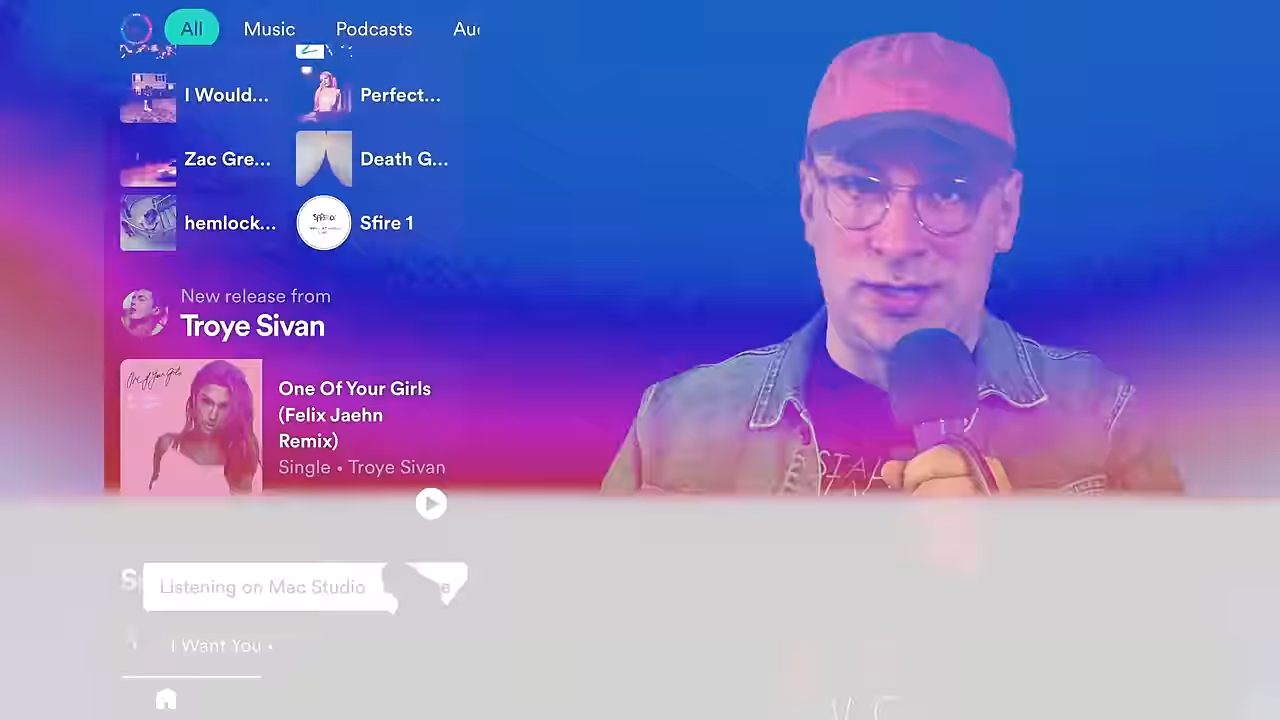 All Music Podcasts
I Would... Perfect...
Zac Gre... Death G...
hemlock... Sfire 1
New release from
Troye Sivan
One Of Your Girls
(Felix Jaehn
Remix)
Single • Troye Sivan
Listening on Mac Studio
I Want You •